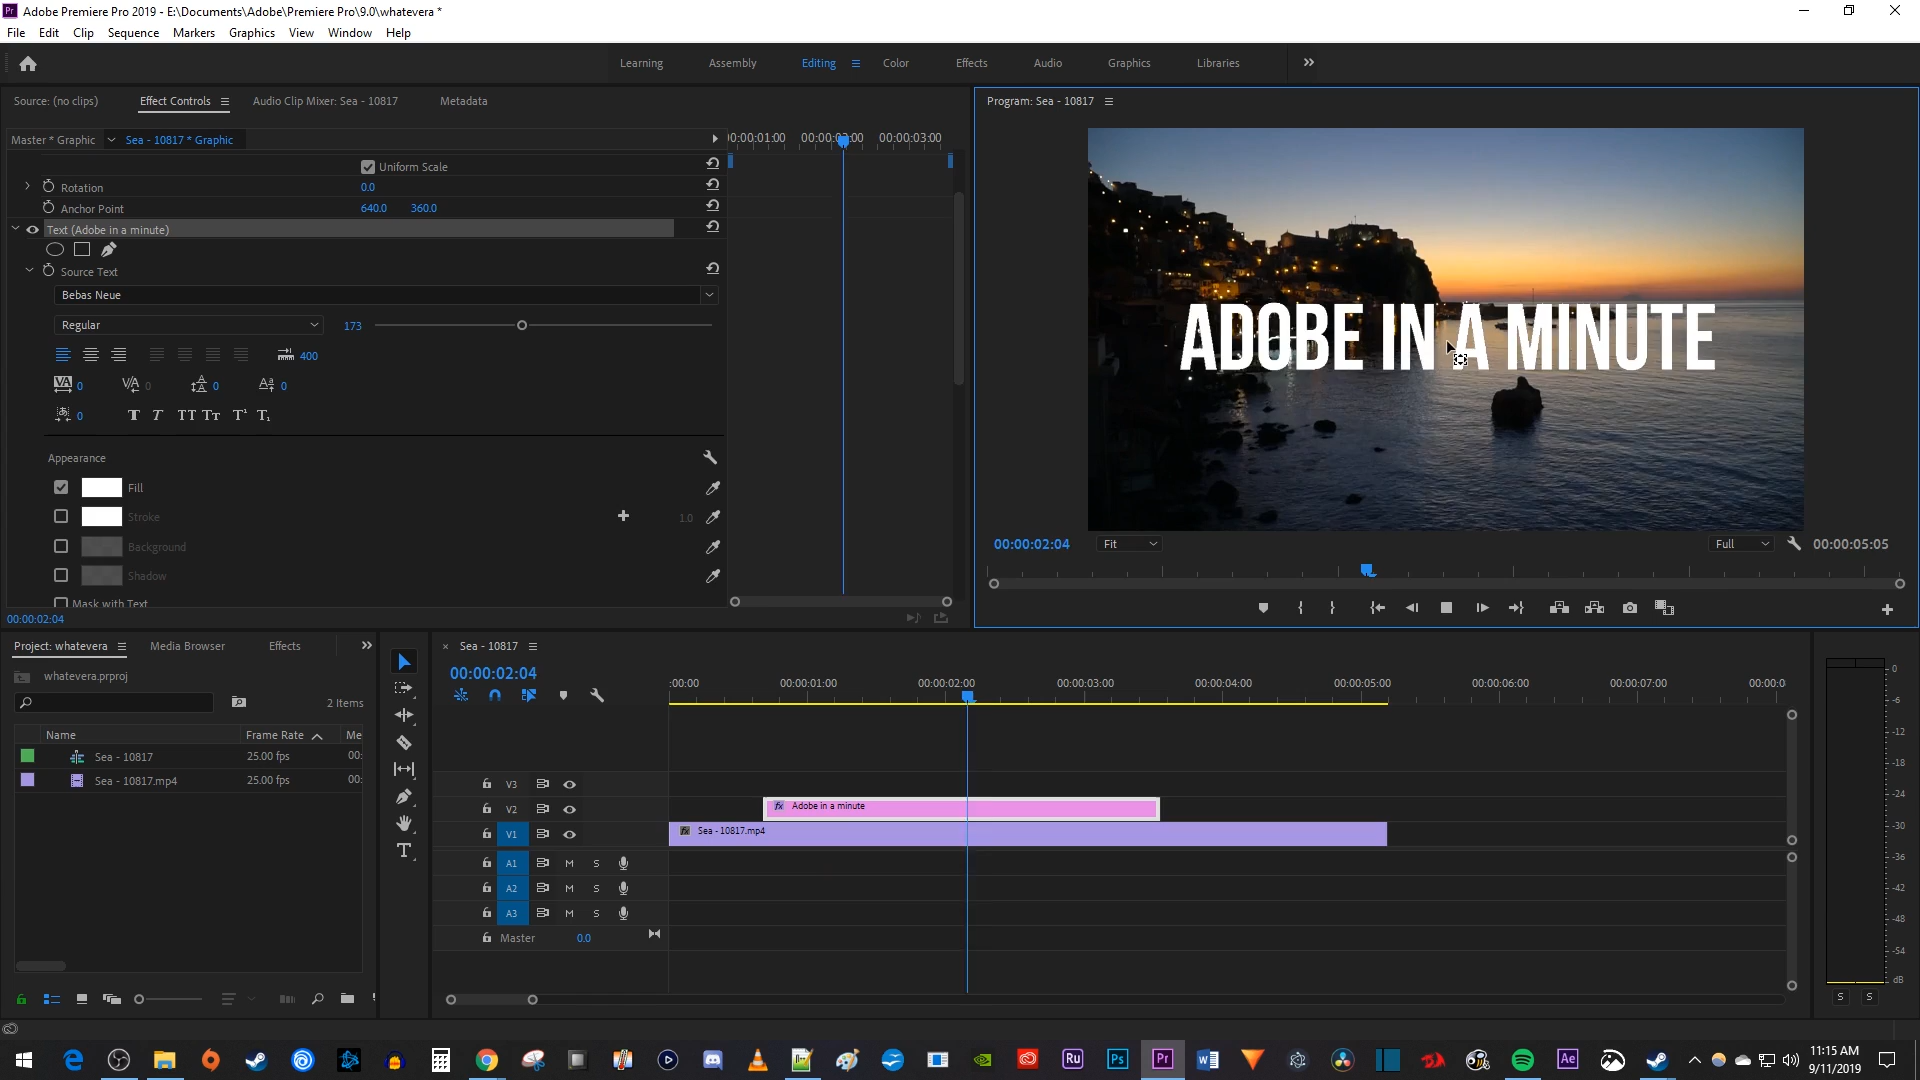 Adobe Premiere Pro 2019 - E:\Documents\Adobe\Premiere Pro\9.0\whatevera *
File Edit Clip Sequence Markers Graphics View Window Help
Learning Assembly Editing Color Effects Audio Graphics Libraries
Source: (no clips) Effect Controls Audio Clip Mixer: Sea - 10817 Metadata
Program: Sea - 10817
Master * Graphic Sea - 10817 * Graphic
00:00:01:00 00:00:02:00 00:00:03:00
Uniform Scale
Rotation 0.0
Anchor Point 640.0 360.0
Text (Adobe in a minute)
Source Text
Bebas Neue
Regular 173
400
0 0 0 0
0
Appearance
Fill
Stroke 1.0
Background
Shadow
Mask with Text
00:00:02:04
ADOBE IN A MINUTE
00:00:02:04 Fit Full 00:00:05:05
Project: whatevera Media Browser Effects
whatevera.prproj
2 Items
Name Frame Rate Me
Sea - 10817 25.00 fps 00:
Sea - 10817.mp4 25.00 fps 00:
Sea - 10817
00:00:02:04
:00:00 00:00:01:00 00:00:02:00 00:00:03:00 00:00:04:00 00:00:05:00 00:00:06:00 00:00:07:00 00:00:0
V3
V2 fx Adobe in a minute
V1 fx Sea - 10817.mp4
A1 M S
A2 M S
A3 M S
Master 0.0
0
-6
-12
-18
-24
-30
-36
-42
-48
-54
dB
S S
Ru Ps Pr Ae
11:15 AM
9/11/2019